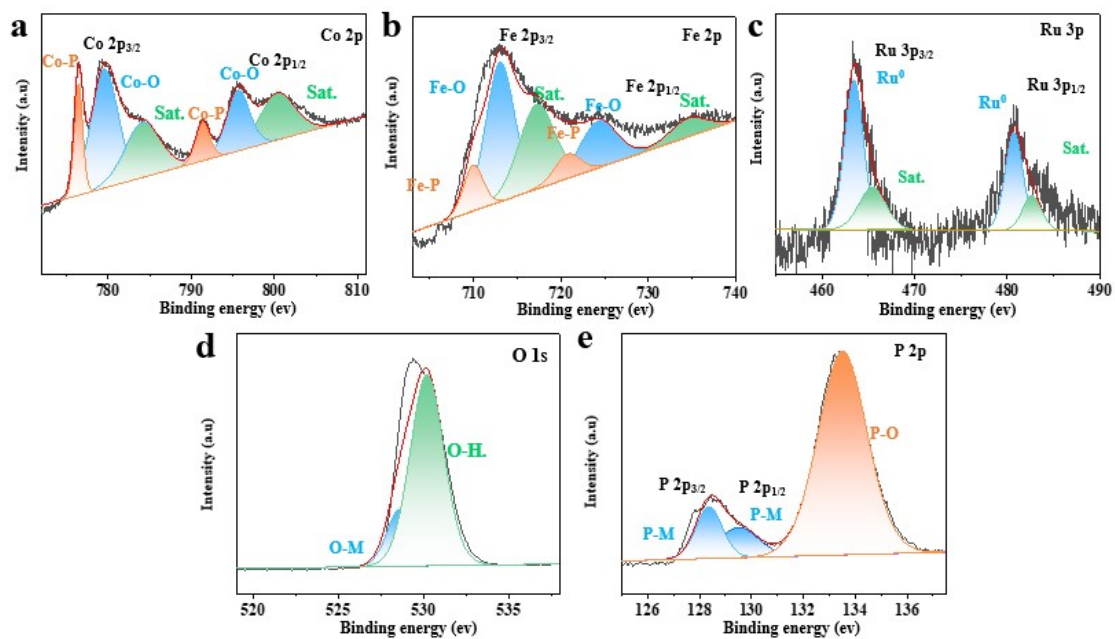 a
Co 2p
Co-P
Co 2p3/2
Co-O
Sat.
Co-P
Co-O
Co 2p1/2
Sat.
Intensity (a.u)
780 790 800 810
Binding energy (ev)
b
Fe 2p
Fe 2p3/2
Fe-O
Fe-P
Sat.
Fe-P
Fe-O
Fe 2p1/2
Sat.
Intensity (a.u)
710 720 730 740
Binding energy (ev)
c
Ru 3p
Ru 3p3/2
Ru⁰
Sat.
Ru 3p1/2
Ru⁰
Sat.
Intensity (a.u)
460 470 480 490
Binding energy (ev)
d
O 1s
O-H.
O-M
Intensity (a.u)
520 525 530 535
Binding energy (ev)
e
P 2p
P-O
P 2p3/2
P 2p1/2
P-M
P-M
Intensity (a.u)
126 128 130 132 134 136
Binding energy (ev)